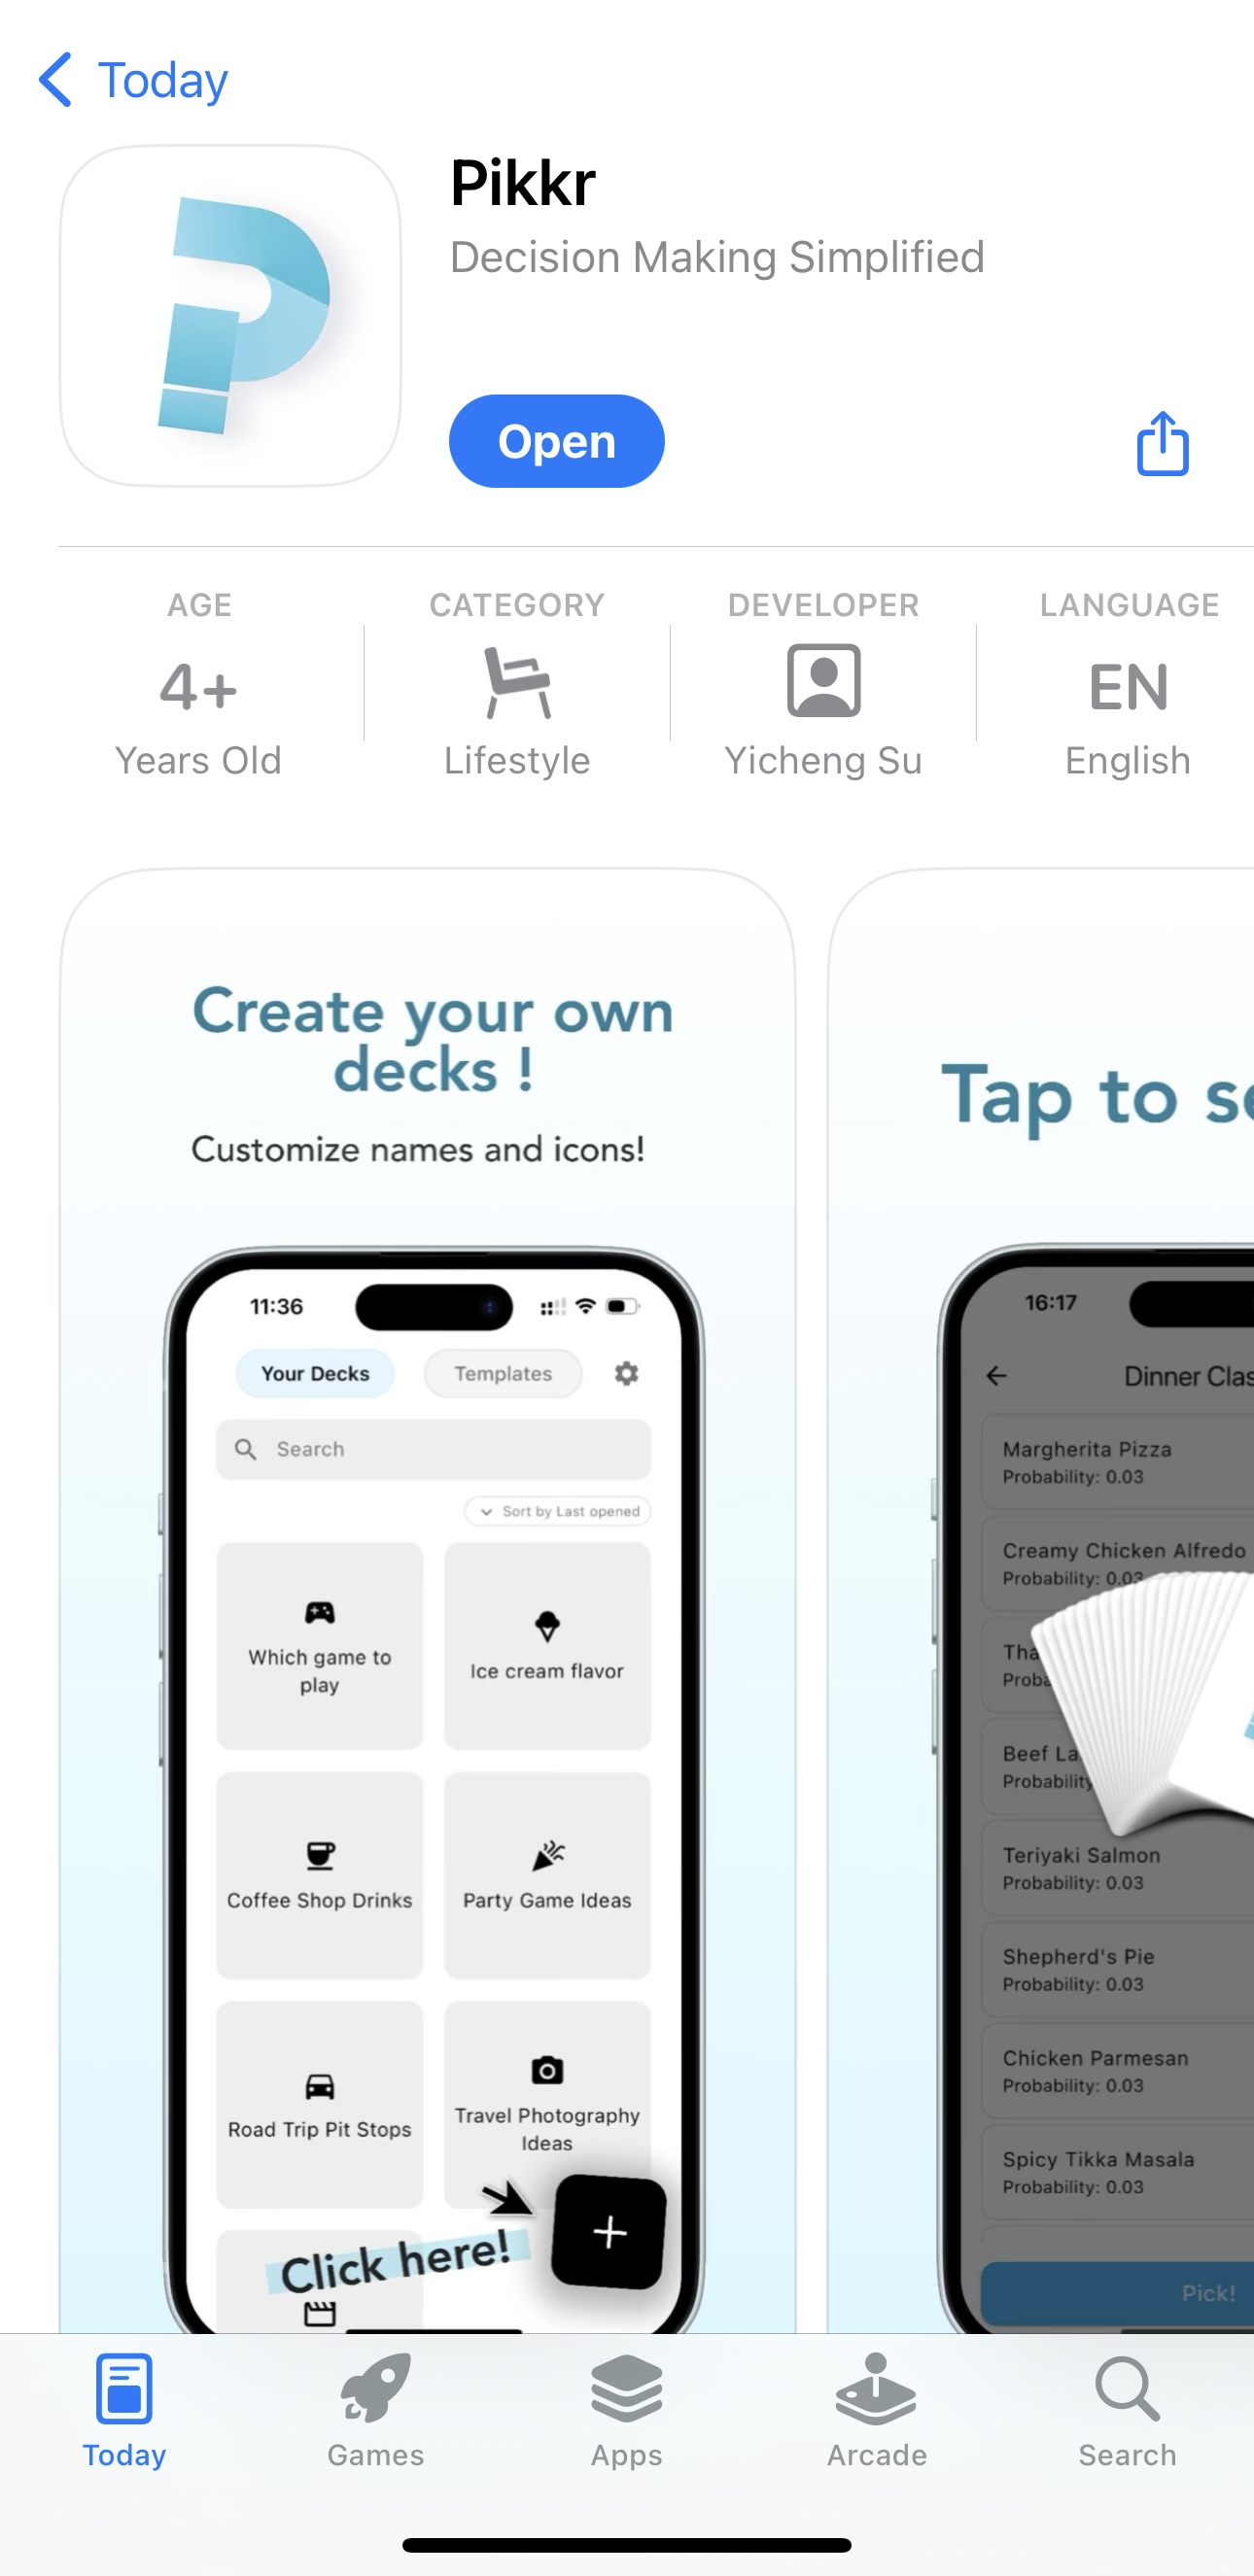 Today
Pikkr
Decision Making Simplified
Open
AGE
4+
Years Old
CATEGORY
Lifestyle
DEVELOPER
Yicheng Su
LANGUAGE
EN
English
Create your own
decks !
Customize names and icons!
11:36
Your Decks
Templates
Search
Sort by Last opened
Which game to
play
Ice cream flavor
Coffee Shop Drinks
Party Game Ideas
Road Trip Pit Stops
Travel Photography
Ideas
Click here!
Tap to se
16:17
Dinner Clas
Margherita Pizza
Probability: 0.03
Creamy Chicken Alfredo
Probability: 0.03
Tha
Proba
Beef La
Probability
Teriyaki Salmon
Probability: 0.03
Shepherd's Pie
Probability: 0.03
Chicken Parmesan
Probability: 0.03
Spicy Tikka Masala
Probability: 0.03
Pick!
Today
Games
Apps
Arcade
Search